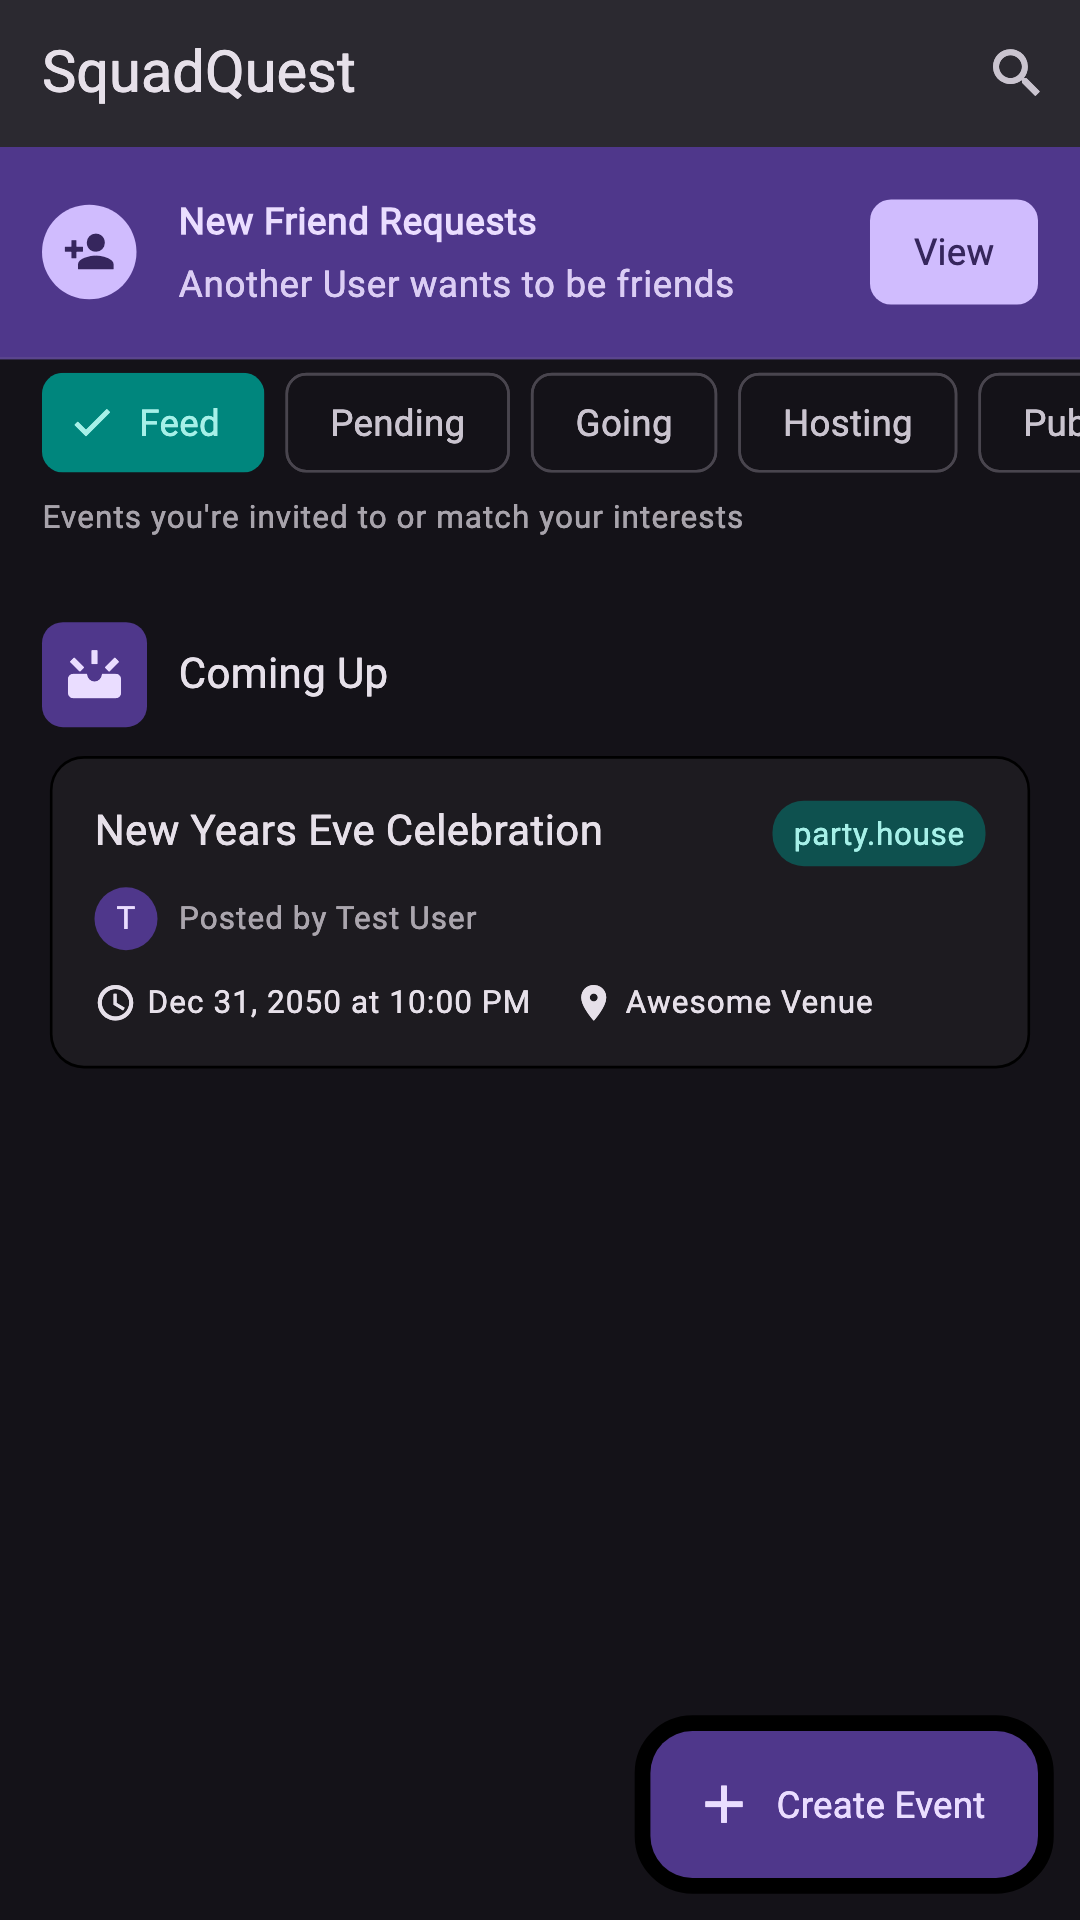 SquadQuest
New Friend Requests
Another User wants to be friends
View
Feed
Pending
Going
Hosting
Pub
Events you're invited to or match your interests
Coming Up
New Years Eve Celebration
party.house
T
Posted by Test User
Dec 31, 2050 at 10:00 PM
Awesome Venue
Create Event